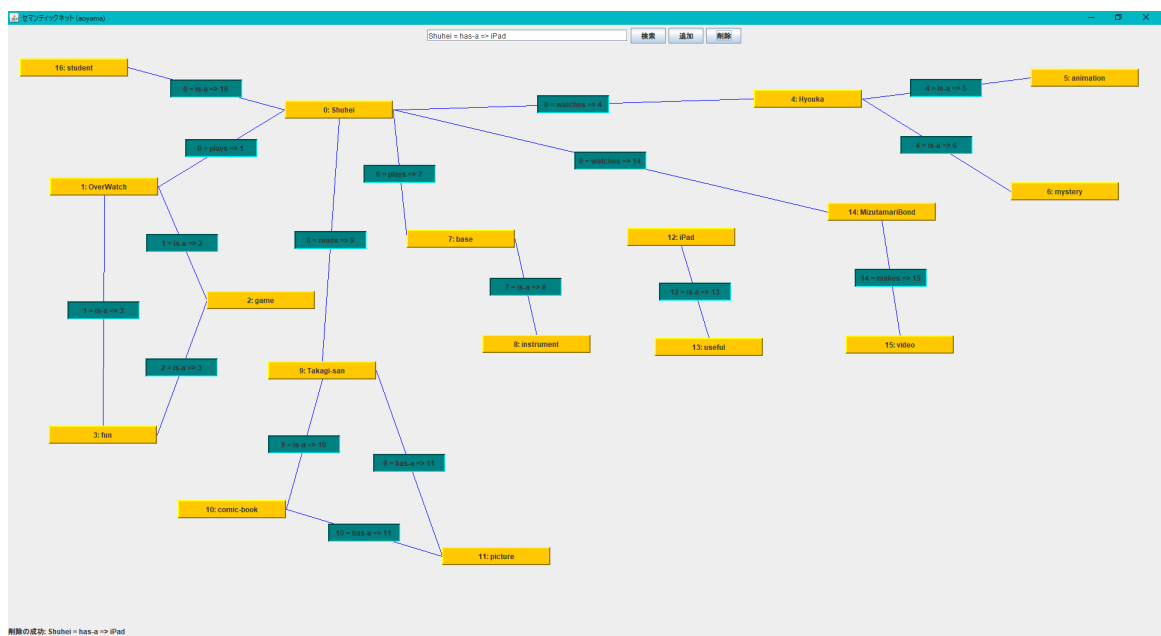 セマンティックネット (aoyama)
Shuhei = has-a => iPad
検索
追加
削除
16: student
0 = is-a => 16
0: Shuhei
0 = watches => 4
4: Hyouka
4 = is-a => 5
5: animation
0 = plays => 1
0 = plays => 7
0 = watches => 14
4 = is-a => 6
1: OverWatch
6: mystery
14: MizutamariBond
1 = is-a => 2
0 = reads => 9
7: base
12: iPad
14 = makes => 15
7 = is-a => 8
12 = is-a => 13
2: game
1 = is-a => 3
8: instrument
13: useful
15: video
2 = is-a => 3
9: Takagi-san
3: fun
9 = is-a => 10
9 = has-a => 11
10: comic-book
10 = has-a => 11
11: picture
削除の成功: Shuhei = has-a => iPad